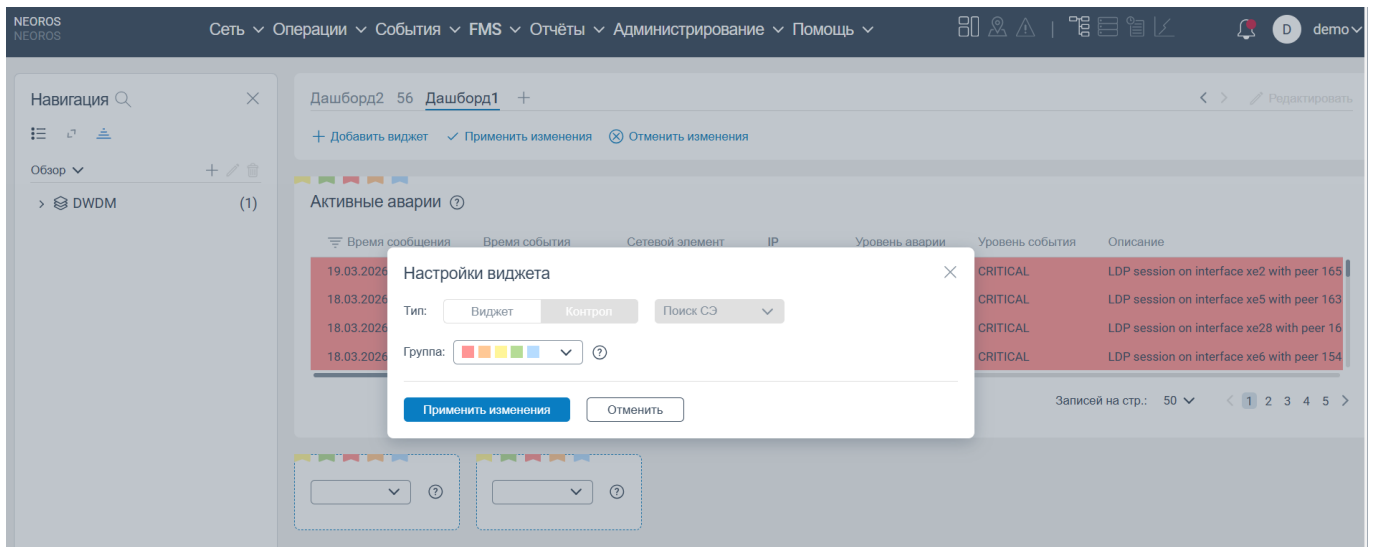 NEOROS
NEOROS
Сеть Операции События FMS Отчёты Администрирование Помощь
D demo
Навигация
Обзор
DWDM (1)
Дашборд2 56 Дашборд1 Редактировать
Добавить виджет Применить изменения Отменить изменения
Активные аварии ?
Время сообщения Время события Сетевой элемент IP Уровень аварии Уровень события Описание
19.03.2026 CRITICAL LDP session on interface xe2 with peer 165
18.03.2026 CRITICAL LDP session on interface xe5 with peer 163
18.03.2026 CRITICAL LDP session on interface xe28 with peer 16
18.03.2026 CRITICAL LDP session on interface xe6 with peer 154
Настройки виджета
Тип: Виджет Контрол Поиск СЭ
Группа: ?
Применить изменения Отменить
Записей на стр.: 50 1 2 3 4 5
? ?